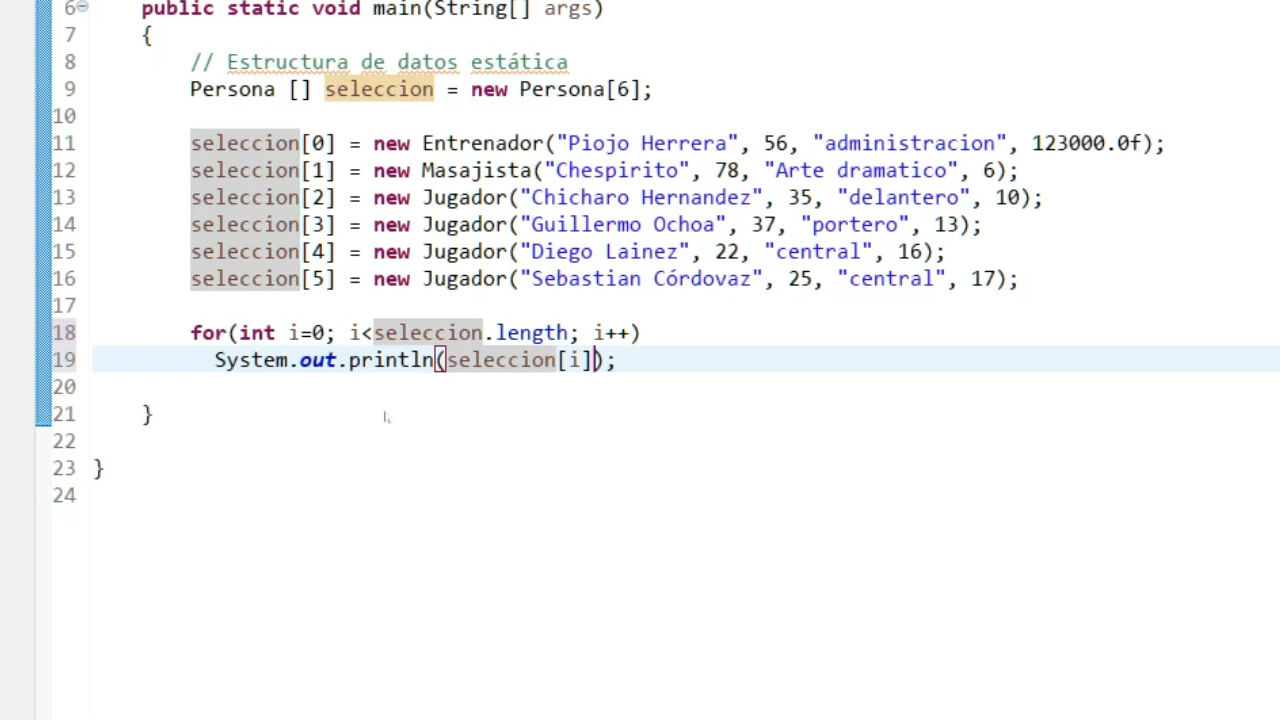 6 public static void main(String[] args)
7 {
8 // Estructura de datos estática
9 Persona [] seleccion = new Persona[6];
10
11 seleccion[0] = new Entrenador("Piojo Herrera", 56, "administracion", 123000.0f);
12 seleccion[1] = new Masajista("Chespirito", 78, "Arte dramatico", 6);
13 seleccion[2] = new Jugador("Chicharo Hernandez", 35, "delantero", 10);
14 seleccion[3] = new Jugador("Guillermo Ochoa", 37, "portero", 13);
15 seleccion[4] = new Jugador("Diego Lainez", 22, "central", 16);
16 seleccion[5] = new Jugador("Sebastian Córdovaz", 25, "central", 17);
17
18 for(int i=0; i<seleccion.length; i++)
19 System.out.println(seleccion[i]);
20
21 }
22
23 }
24